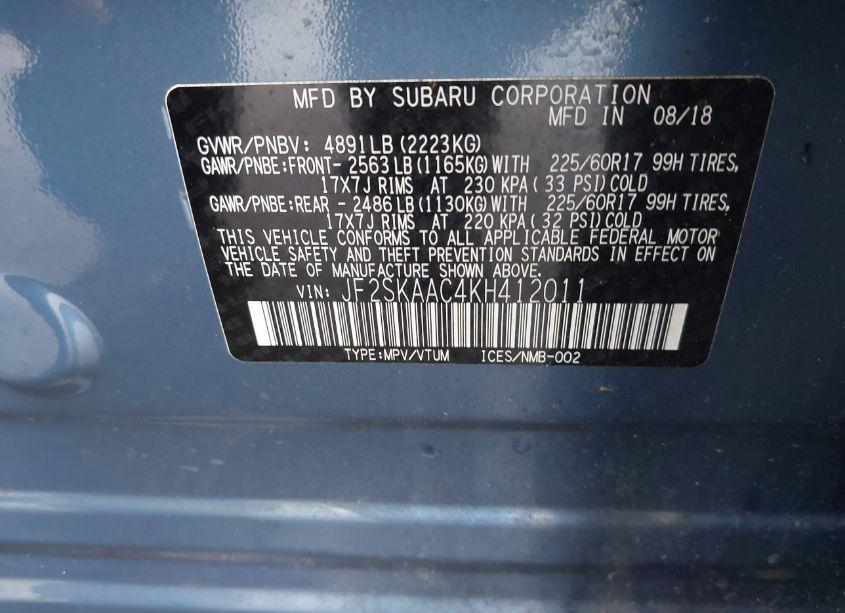 MFD BY SUBARU CORPORATION
MFD IN 08/18
GVWR/PNBV: 4891LB (2223KG)
GAWR/PNBE:FRONT- 2563LB (1165KG)WITH 225/60R17 99H TIRES,
17X7J RIMS AT 230 KPA( 33 PSI)COLD
GAWR/PNBE:REAR - 2486LB (1130KG)WITH 225/60R17 99H TIRES,
17X7J RIMS AT 220 KPA( 32 PSI)COLD
THIS VEHICLE CONFORMS TO ALL APPLICABLE FEDERAL MOTOR
VEHICLE SAFETY AND THEFT PREVENTION STANDARDS IN EFFECT ON
THE DATE OF MANUFACTURE SHOWN ABOVE.
VIN: JF2SKAAC4KH412011
TYPE:MPV/VTUM ICES/NMB-002